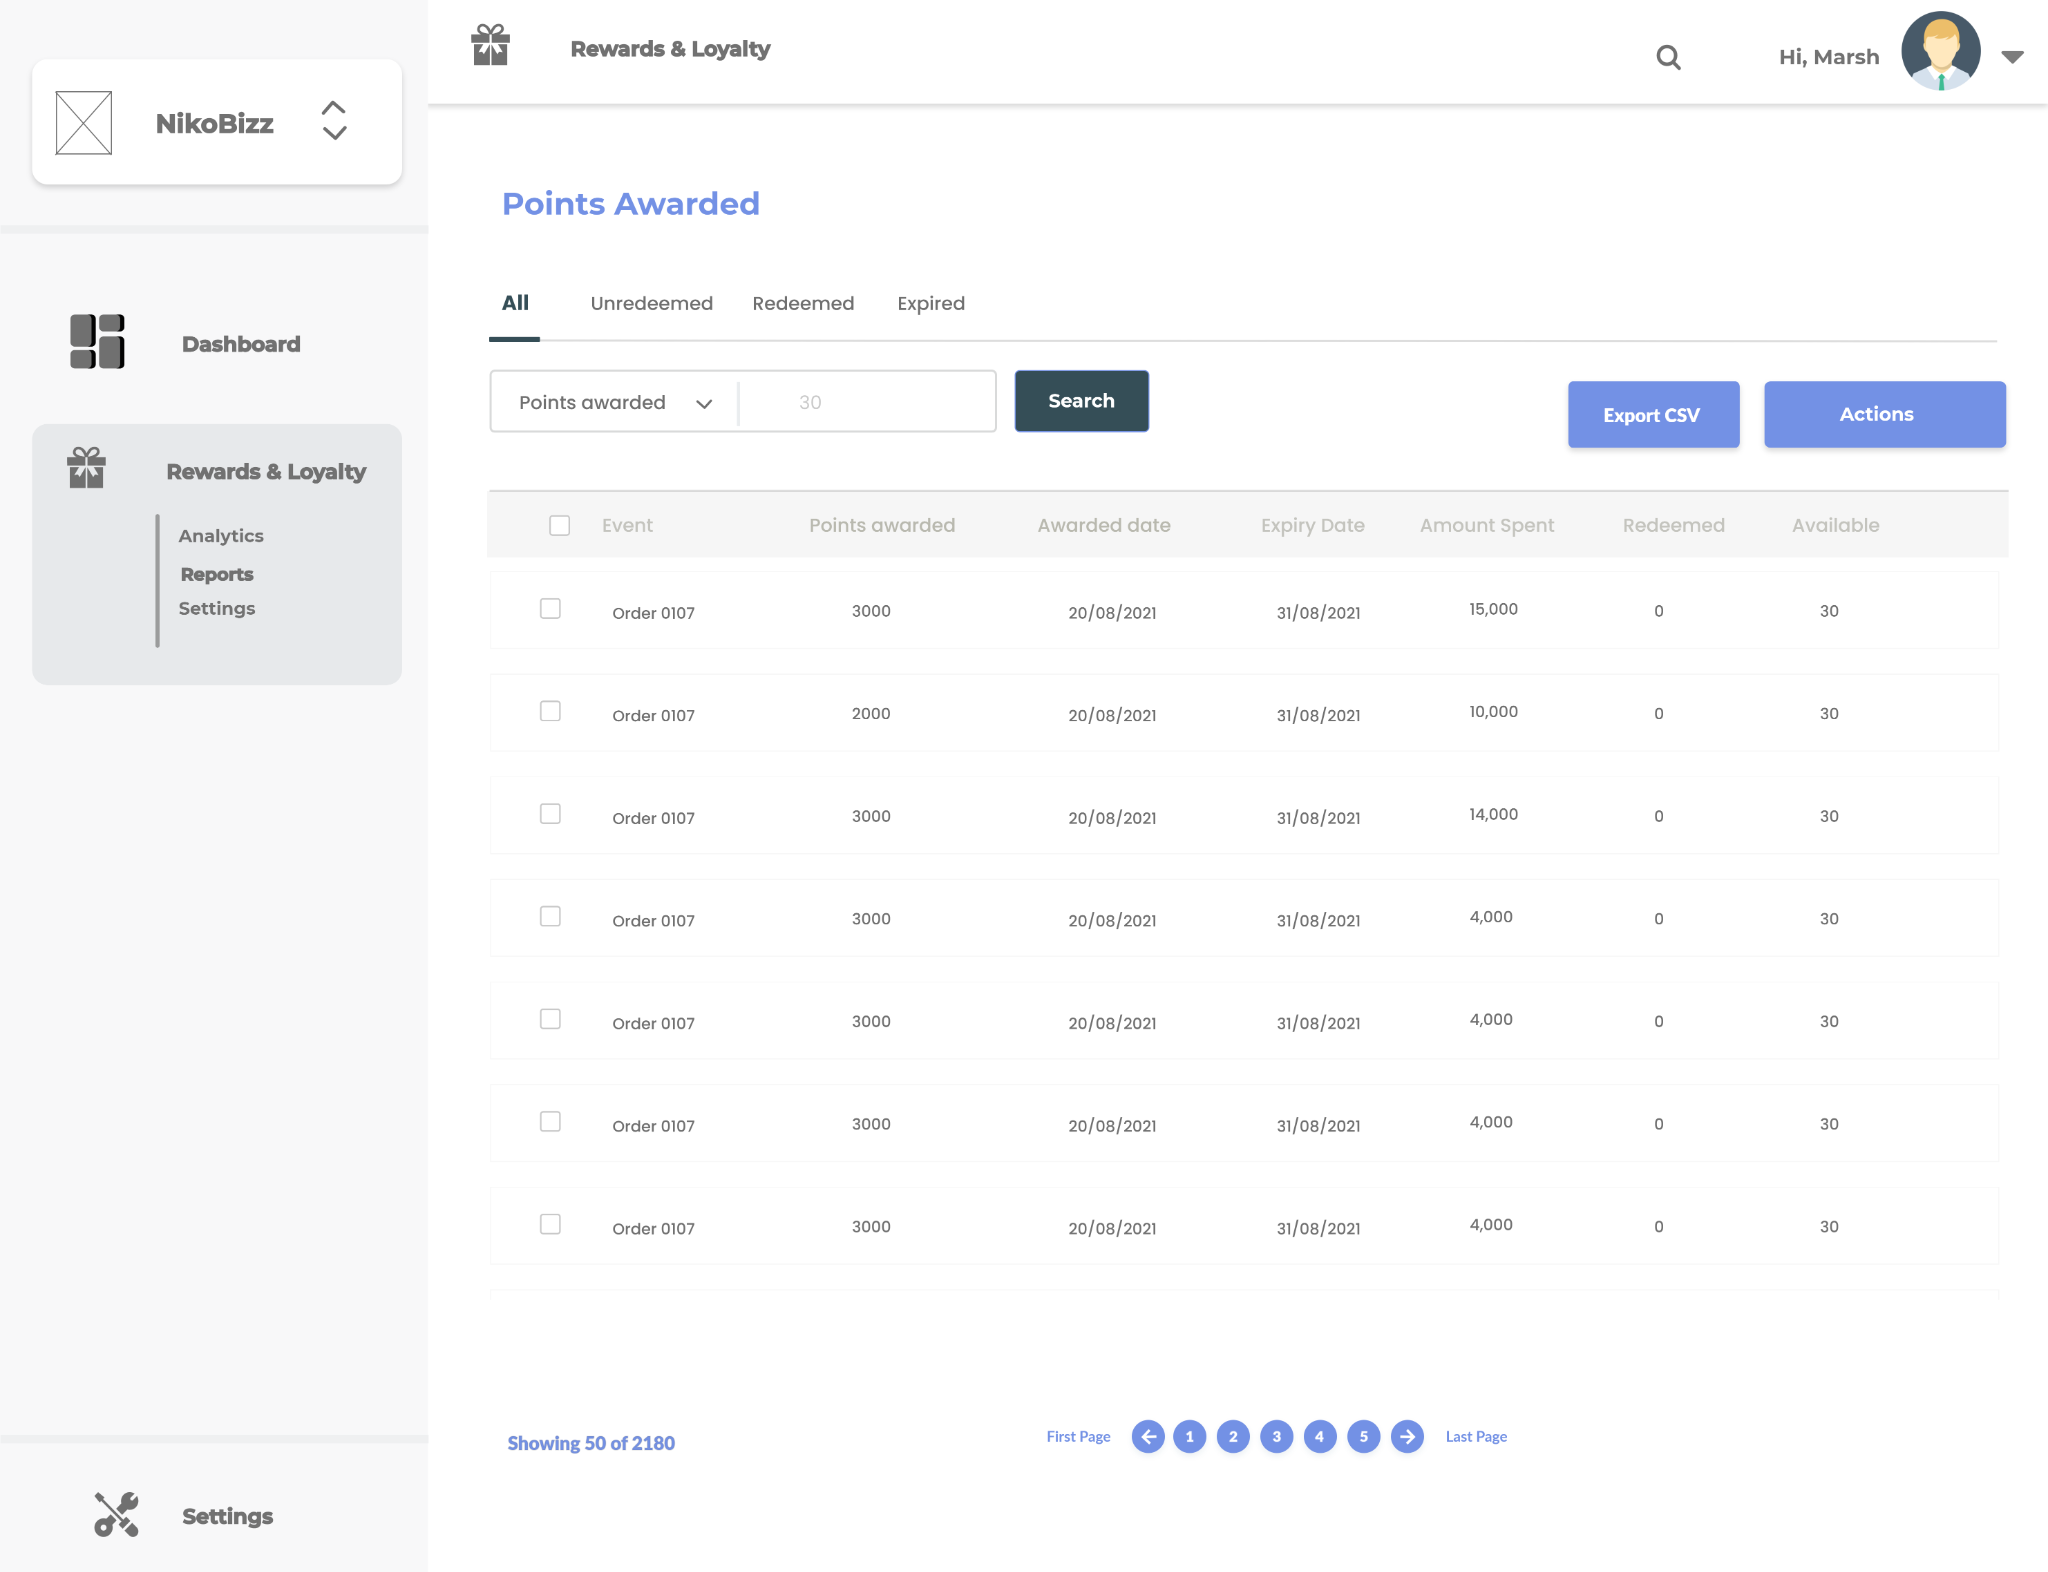 NikoBizz
Dashboard
Rewards & Loyalty
Analytics
Reports
Settings
Settings
Rewards & Loyalty
Hi, Marsh
Points Awarded
All Unredeemed Redeemed Expired
Points awarded 30 Search Export CSV Actions
Event Points awarded Awarded date Expiry Date Amount Spent Redeemed Available
Order 0107 3000 20/08/2021 31/08/2021 15,000 0 30
Order 0107 2000 20/08/2021 31/08/2021 10,000 0 30
Order 0107 3000 20/08/2021 31/08/2021 14,000 0 30
Order 0107 3000 20/08/2021 31/08/2021 4,000 0 30
Order 0107 3000 20/08/2021 31/08/2021 4,000 0 30
Order 0107 3000 20/08/2021 31/08/2021 4,000 0 30
Order 0107 3000 20/08/2021 31/08/2021 4,000 0 30
Showing 50 of 2180 First Page 1 2 3 4 5 Last Page